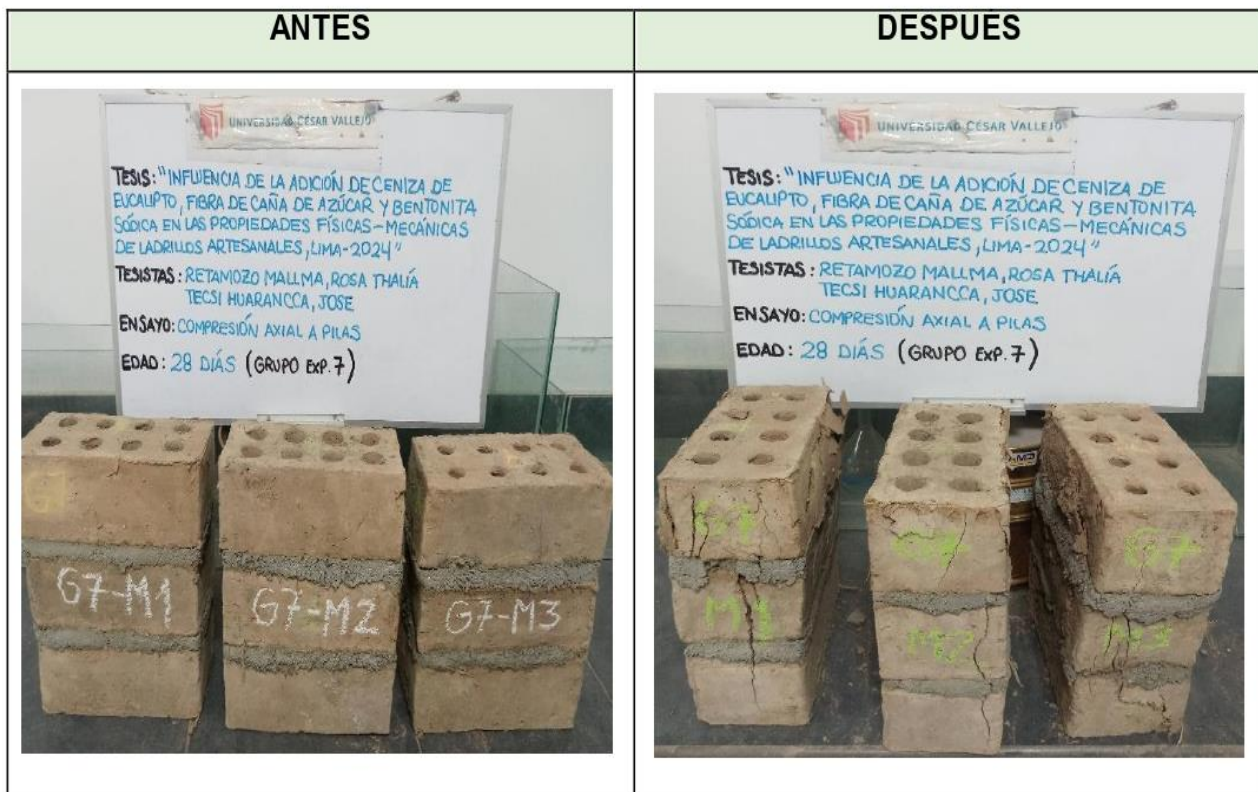 ANTES
DESPUÉS
UNIVERSIDAD CÉSAR VALLEJO
TESIS: "INFLUENCIA DE LA ADICIÓN DE CENIZA DE
EUCALIPTO, FIBRA DE CAÑA DE AZÚCAR Y BENTONITA
SÓDICA EN LAS PROPIEDADES FÍSICAS-MECÁNICAS
DE LADRILLOS ARTESANALES, LIMA-2024"
TESISTAS: RETAMOZO MALLMA, ROSA THALÍA
TECSI HUARANCCA, JOSE
ENSAYO: COMPRESIÓN AXIAL A PILAS
EDAD: 28 DIÁS (GRUPO EXP. 7)
G7-M1
G7-M2
G7-M3
UNIVERSIDAD CÉSAR VALLEJO
TESIS: "INFLUENCIA DE LA ADICIÓN DE CENIZA DE
EUCALIPTO, FIBRA DE CAÑA DE AZÚCAR Y BENTONITA
SÓDICA EN LAS PROPIEDADES FÍSICAS-MECÁNICAS
DE LADRILLOS ARTESANALES, LIMA-2024"
TESISTAS: RETAMOZO MALLMA, ROSA THALÍA
TECSI HUARANCCA, JOSE
ENSAYO: COMPRESIÓN AXIAL A PILAS
EDAD: 28 DIÁS (GRUPO EXP. 7)
G7
M1
G7
M2
G7
M3